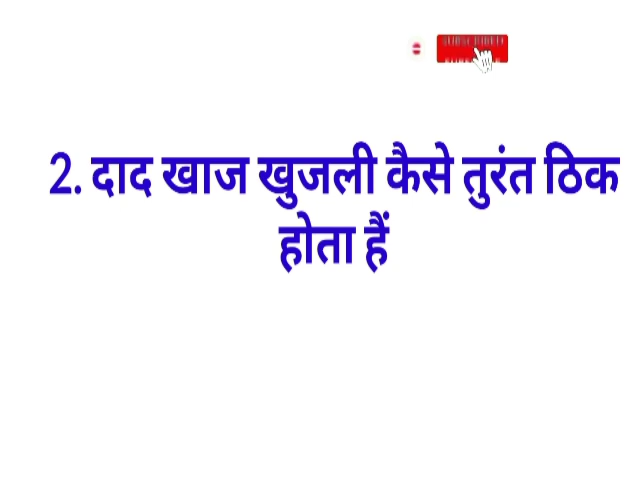 2. दाद खाज खुजली कैसे तुरंत ठिक
होता हैं